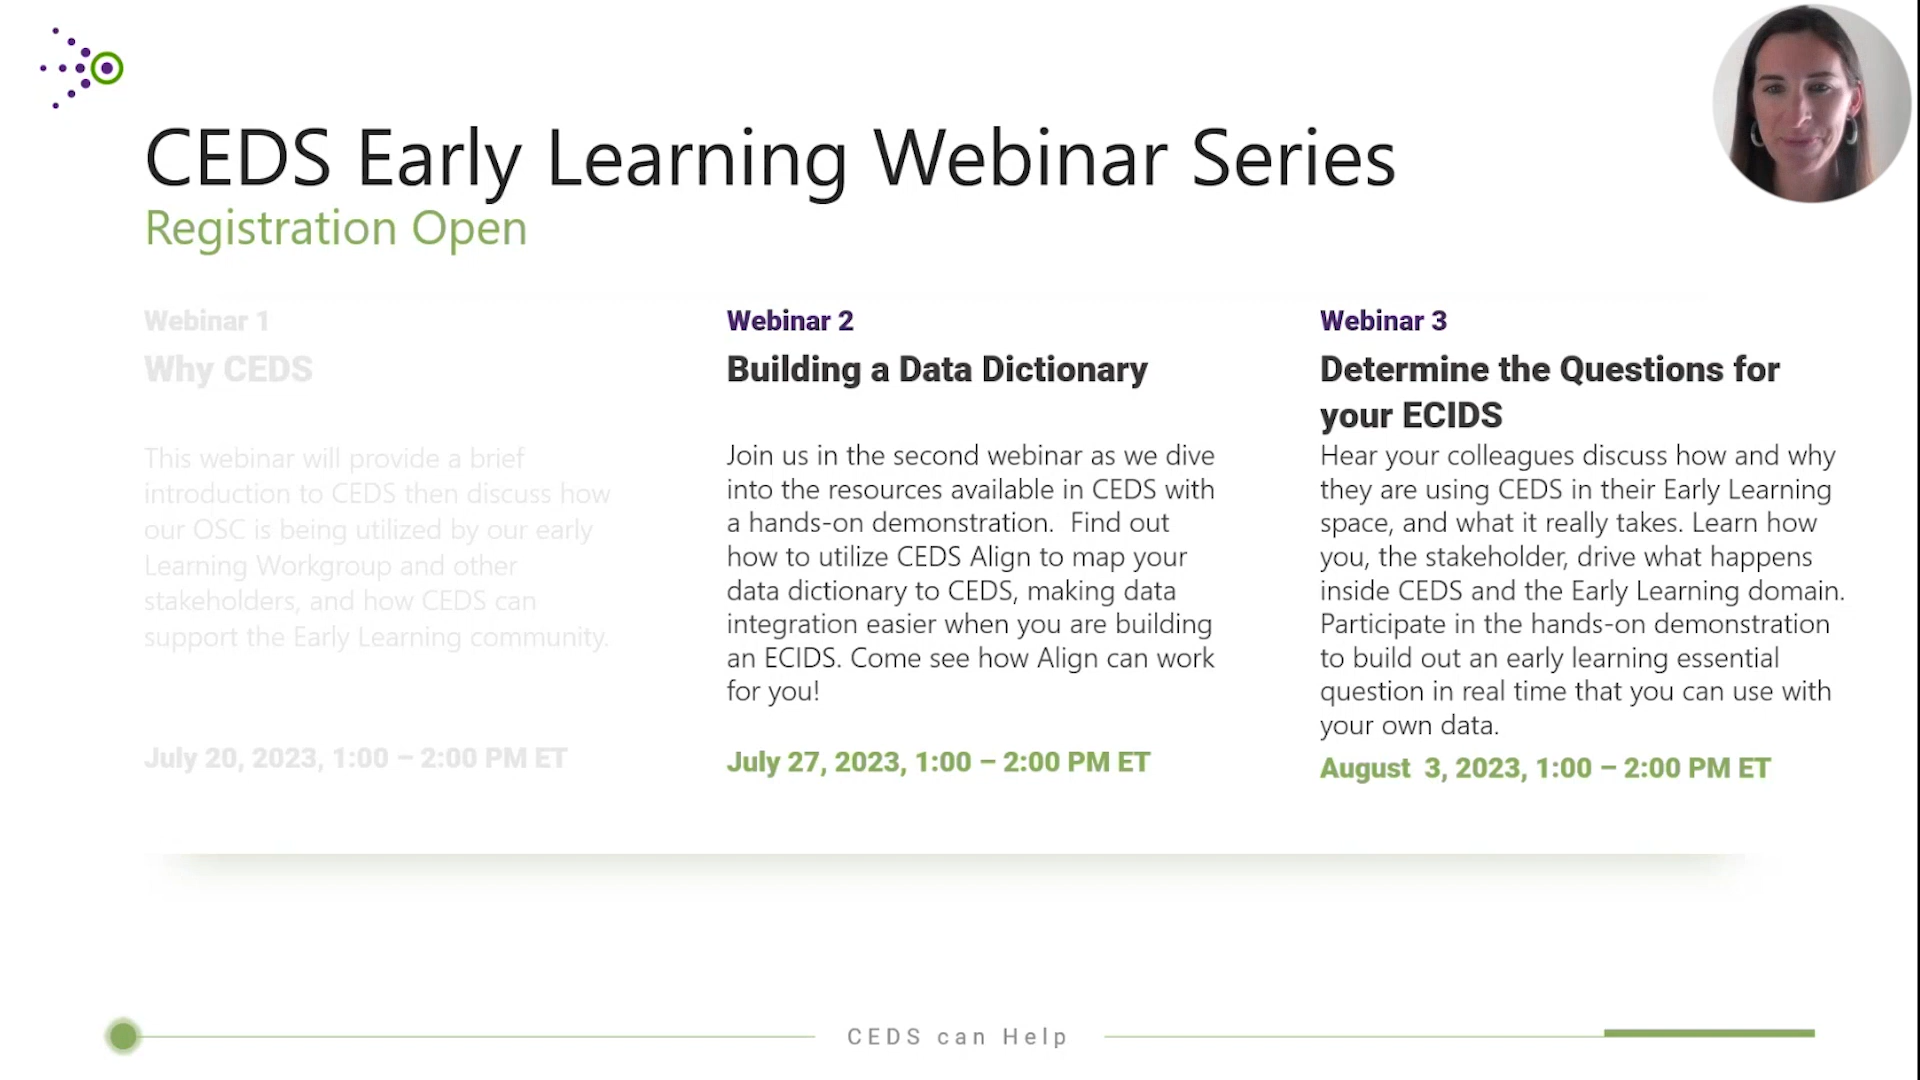 CEDS Early Learning Webinar Series
Registration Open
Webinar 1
Why CEDS
This webinar will provide a brief
introduction to CEDS then discuss how
our OSC is being utilized by our early
Learning Workgroup and other
stakeholders, and how CEDS can
support the Early Learning community.
July 20, 2023, 1:00 – 2:00 PM ET
Webinar 2
Building a Data Dictionary
Join us in the second webinar as we dive
into the resources available in CEDS with
a hands-on demonstration.  Find out
how to utilize CEDS Align to map your
data dictionary to CEDS, making data
integration easier when you are building
an ECIDS. Come see how Align can work
for you!
July 27, 2023, 1:00 – 2:00 PM ET
Webinar 3
Determine the Questions for
your ECIDS
Hear your colleagues discuss how and why
they are using CEDS in their Early Learning
space, and what it really takes. Learn how
you, the stakeholder, drive what happens
inside CEDS and the Early Learning domain.
Participate in the hands-on demonstration
to build out an early learning essential
question in real time that you can use with
your own data.
August  3, 2023, 1:00 – 2:00 PM ET
CEDS can Help